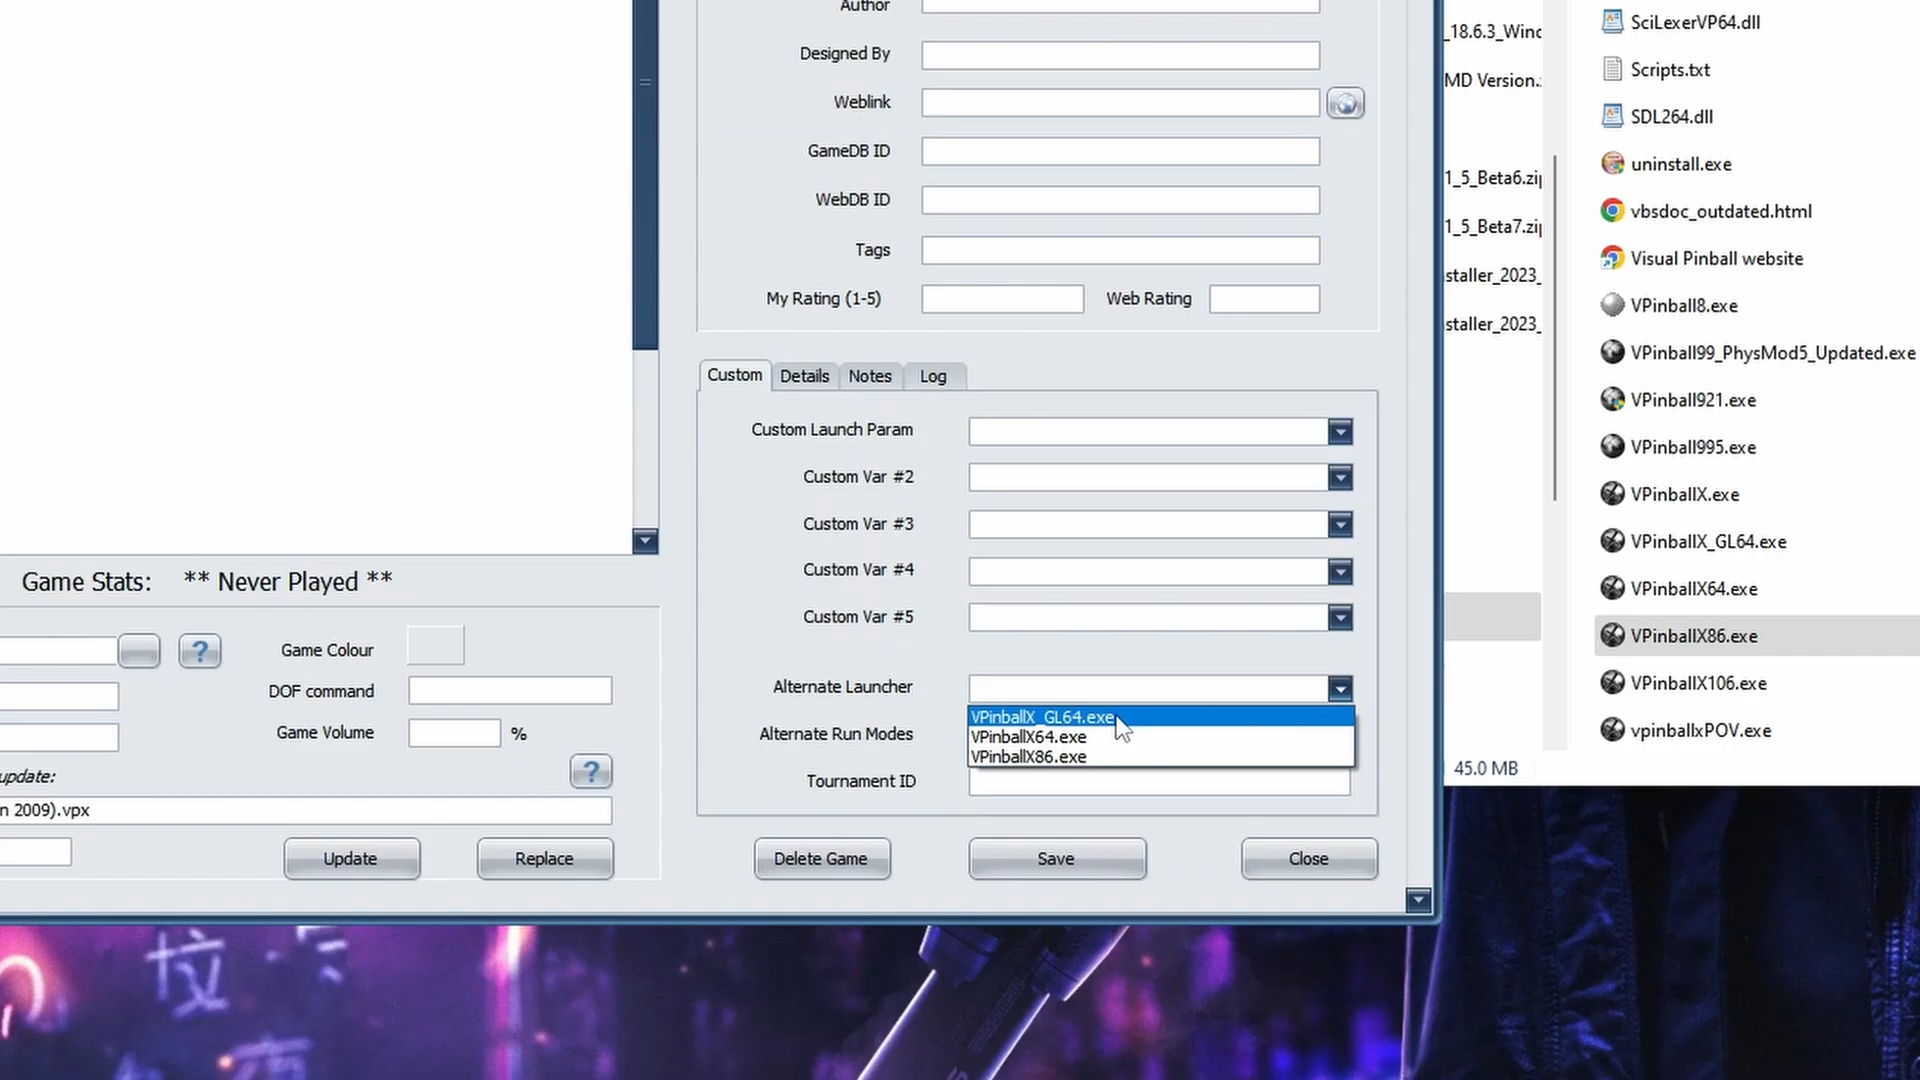 Author
Designed By
Weblink
GameDB ID
WebDB ID
Tags
My Rating (1-5)
Web Rating
Custom
Details
Notes
Log
Custom Launch Param
Custom Var #2
Custom Var #3
Custom Var #4
Custom Var #5
Alternate Launcher
VPinballX_GL64.exe
VPinballX64.exe
VPinballX86.exe
Alternate Run Modes
Tournament ID
Delete Game
Save
Close
Game Stats: ** Never Played **
?
Game Colour
DOF command
Game Volume
%
?
update:
n 2009).vpx
Update
Replace
_18.6.3_Winc
MD Version.
1_5_Beta6.zip
1_5_Beta7.zip
staller_2023_
staller_2023_
45.0 MB
SciLexerVP64.dll
Scripts.txt
SDL264.dll
uninstall.exe
vbsdoc_outdated.html
Visual Pinball website
VPinball8.exe
VPinball99_PhysMod5_Updated.exe
VPinball921.exe
VPinball995.exe
VPinballX.exe
VPinballX_GL64.exe
VPinballX64.exe
VPinballX86.exe
VPinballX106.exe
vpinballxPOV.exe